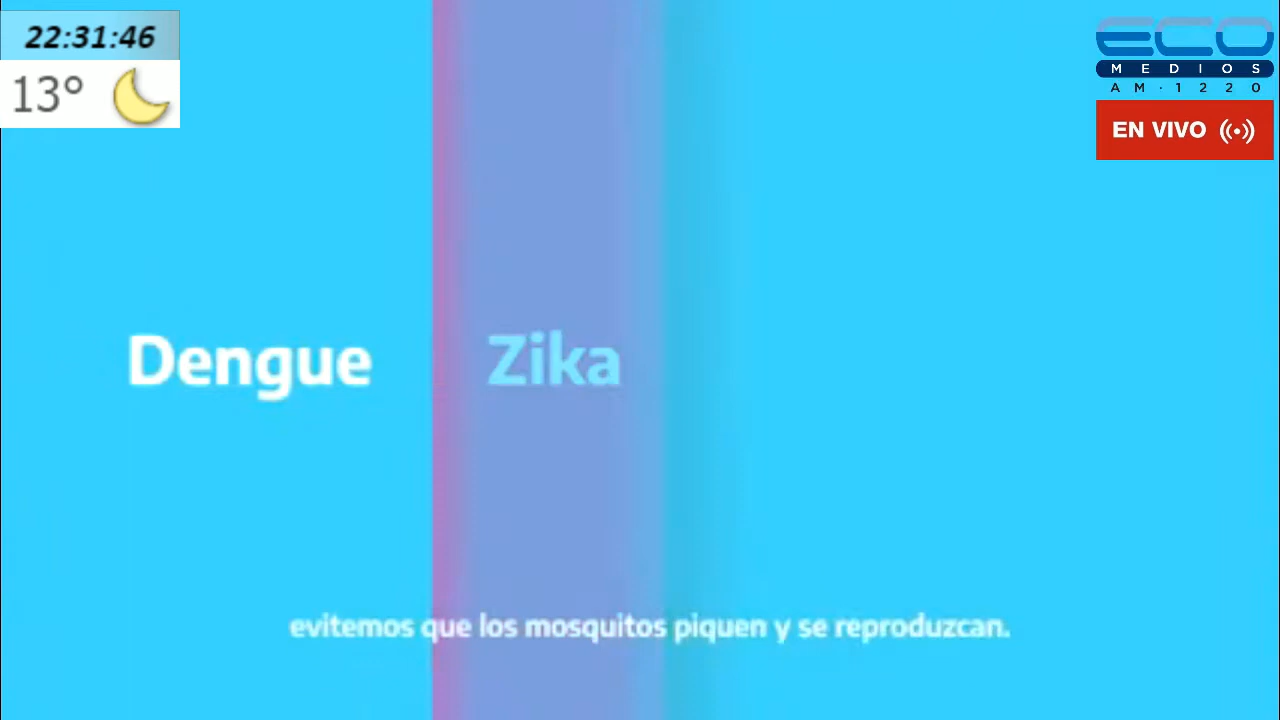 22:31:46
13°
eco
MEDIOS
AM·1220
EN VIVO
Dengue Zika
evitemos que los mosquitos piquen y se reproduzcan.